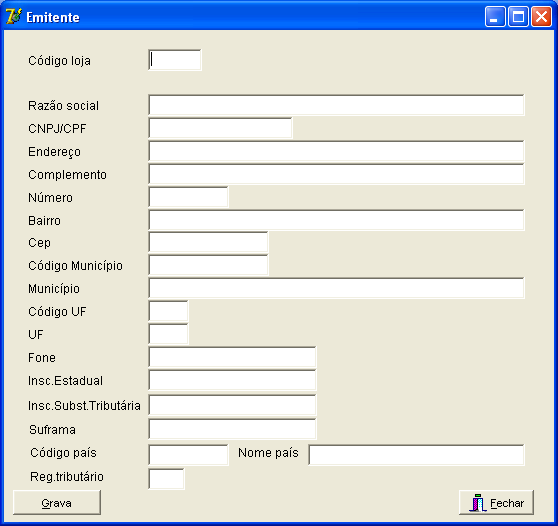 Emitente
Código loja
Razão social
CNPJ/CPF
Endereço
Complemento
Número
Bairro
Cep
Código Município
Município
Código UF
UF
Fone
Insc.Estadual
Insc.Subst.Tributária
Suframa
Código país Nome país
Reg.tributário
Grava Fechar